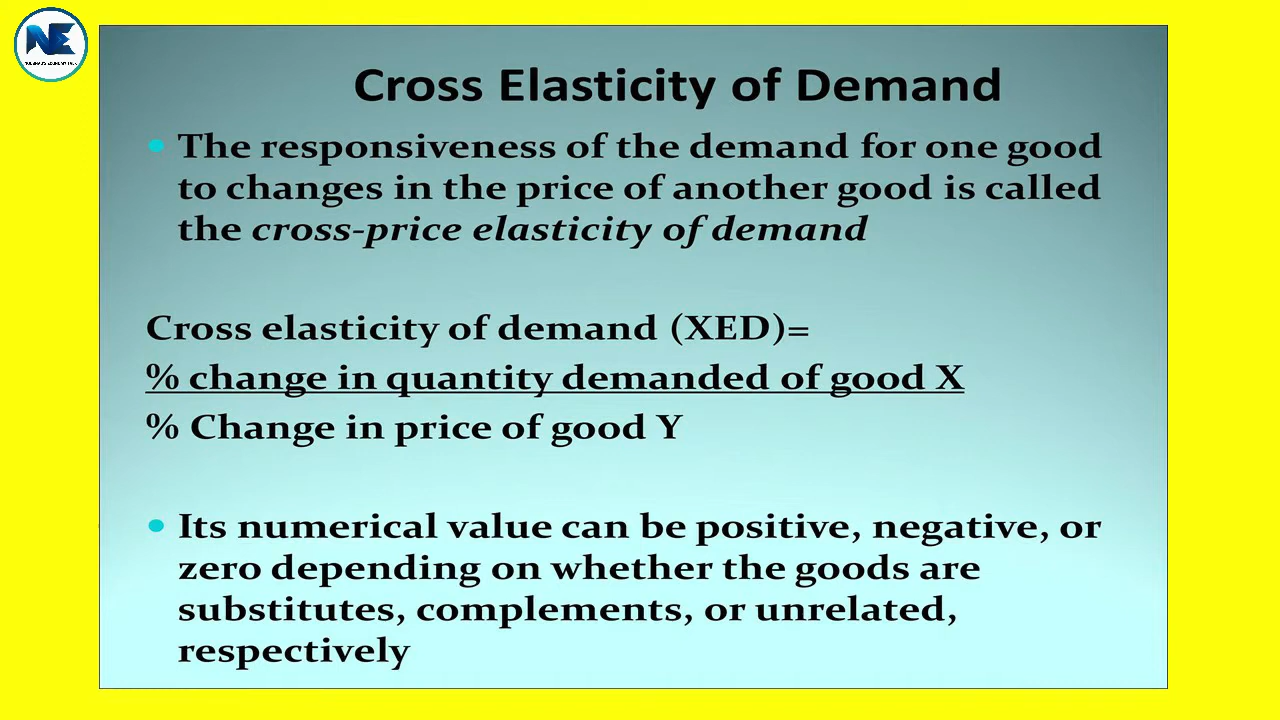 NE
Cross Elasticity of Demand
• The responsiveness of the demand for one good
to changes in the price of another good is called
the cross-price elasticity of demand
Cross elasticity of demand (XED)=
% change in quantity demanded of good X
% Change in price of good Y
• Its numerical value can be positive, negative, or
zero depending on whether the goods are
substitutes, complements, or unrelated,
respectively